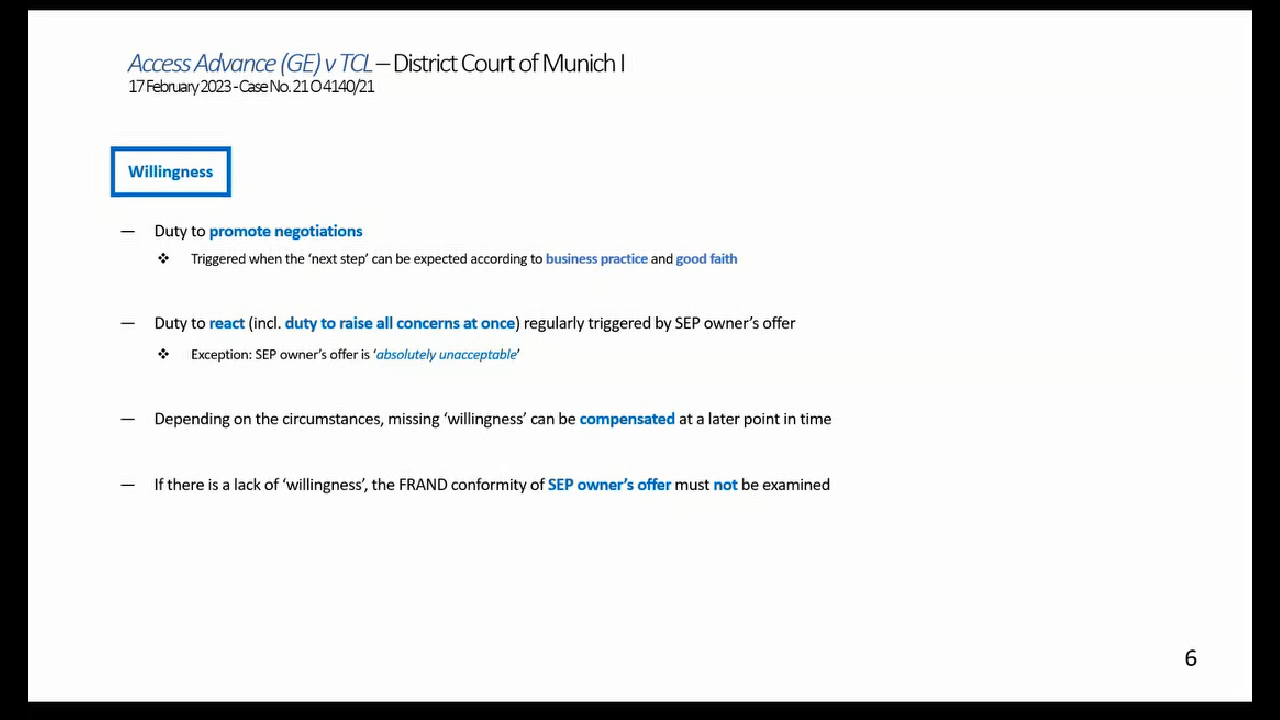 Access Advance (GE) v TCL – District Court of Munich I
17 February 2023 - Case No. 21 O 4140/21
Willingness
— Duty to promote negotiations
❖ Triggered when the ‘next step’ can be expected according to business practice and good faith
— Duty to react (incl. duty to raise all concerns at once) regularly triggered by SEP owner’s offer
❖ Exception: SEP owner’s offer is ‘absolutely unacceptable’
— Depending on the circumstances, missing ‘willingness’ can be compensated at a later point in time
— If there is a lack of ‘willingness’, the FRAND conformity of SEP owner’s offer must not be examined
6